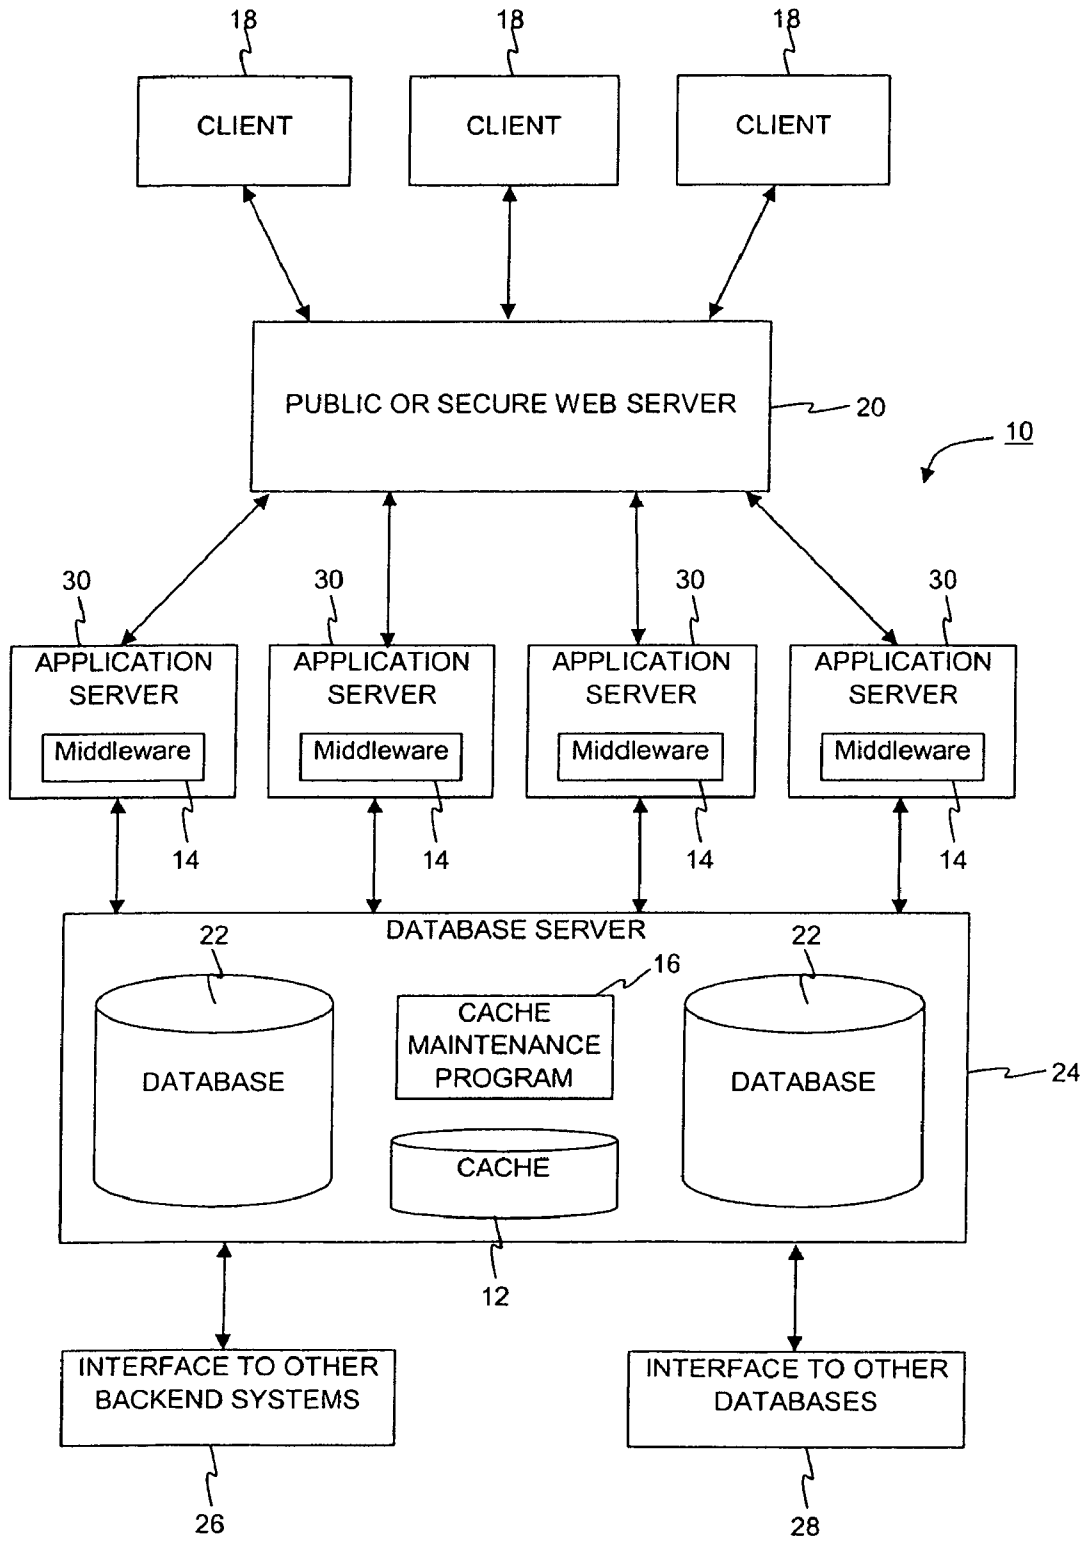 18
18
18
CLIENT
CLIENT
CLIENT
PUBLIC OR SECURE WEB SERVER
20
10
30
30
30
30
APPLICATION
SERVER
Middleware
APPLICATION
SERVER
Middleware
APPLICATION
SERVER
Middleware
APPLICATION
SERVER
Middleware
14
14
14
14
DATABASE SERVER
22
16
22
CACHE
MAINTENANCE
PROGRAM
DATABASE
DATABASE
24
CACHE
12
INTERFACE TO OTHER
BACKEND SYSTEMS
INTERFACE TO OTHER
DATABASES
26
28